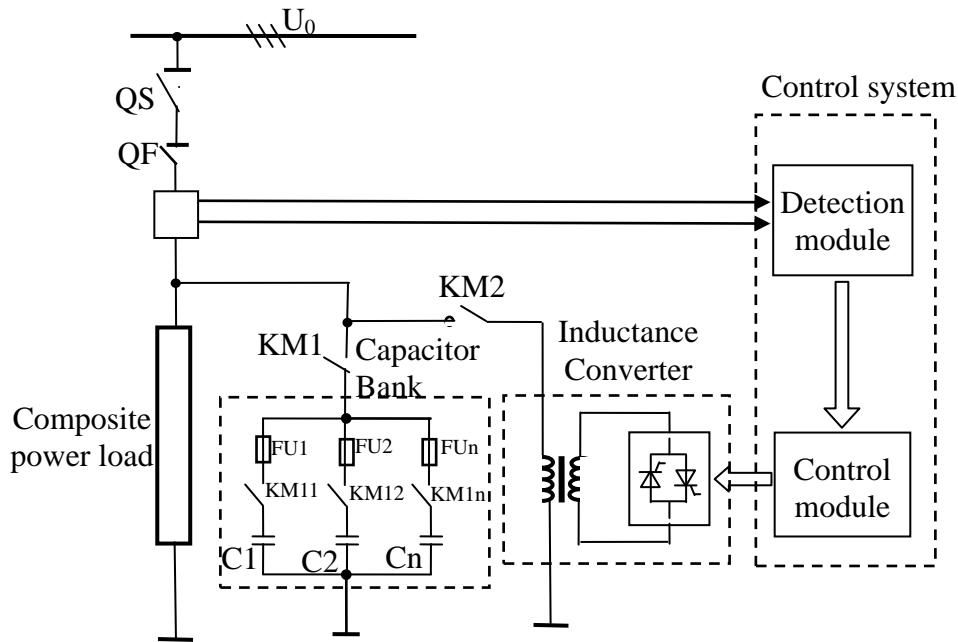 U0
QS
Control system
QF
Detection
module
KM2
KM1
Capacitor
Bank
Inductance
Converter
Composite
power load
FU1
FU2
FUn
KM11
KM12
KM1n
Control
module
C1
C2
Cn